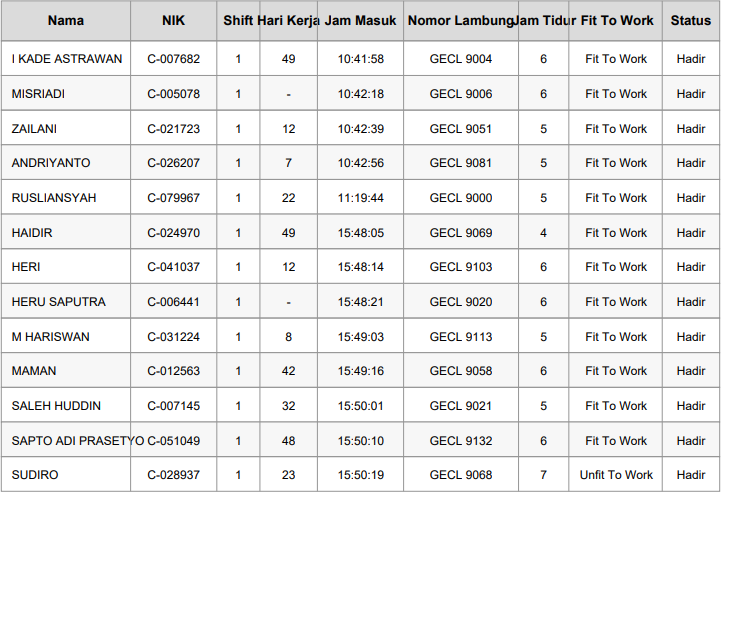 Nama NIK Shift Hari Kerja Jam Masuk Nomor Lambung Jam Tidur Fit To Work Status
I KADE ASTRAWAN C-007682 1 49 10:41:58 GECL 9004 6 Fit To Work Hadir
MISRIADI C-005078 1 - 10:42:18 GECL 9006 6 Fit To Work Hadir
ZAILANI C-021723 1 12 10:42:39 GECL 9051 5 Fit To Work Hadir
ANDRIYANTO C-026207 1 7 10:42:56 GECL 9081 5 Fit To Work Hadir
RUSLIANSYAH C-079967 1 22 11:19:44 GECL 9000 5 Fit To Work Hadir
HAIDIR C-024970 1 49 15:48:05 GECL 9069 4 Fit To Work Hadir
HERI C-041037 1 12 15:48:14 GECL 9103 6 Fit To Work Hadir
HERU SAPUTRA C-006441 1 - 15:48:21 GECL 9020 6 Fit To Work Hadir
M HARISWAN C-031224 1 8 15:49:03 GECL 9113 5 Fit To Work Hadir
MAMAN C-012563 1 42 15:49:16 GECL 9058 6 Fit To Work Hadir
SALEH HUDDIN C-007145 1 32 15:50:01 GECL 9021 5 Fit To Work Hadir
SAPTO ADI PRASETYO C-051049 1 48 15:50:10 GECL 9132 6 Fit To Work Hadir
SUDIRO C-028937 1 23 15:50:19 GECL 9068 7 Unfit To Work Hadir